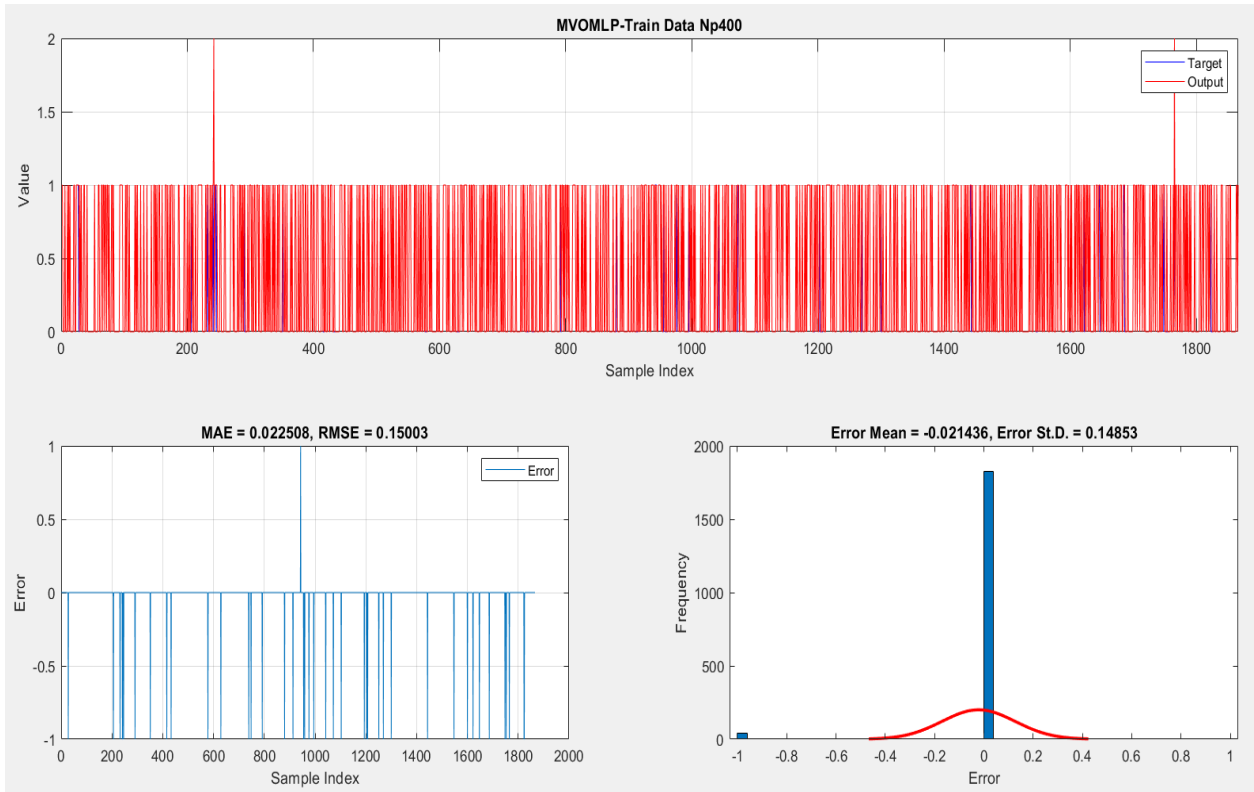 MVOMLP-Train Data Np400
2
1.5
1
0.5
0
Value
0 200 400 600 800 1000 1200 1400 1600 1800
Sample Index
Target
Output
MAE = 0.022508, RMSE = 0.15003
1
0.5
0
-0.5
-1
Error
0 200 400 600 800 1000 1200 1400 1600 1800 2000
Sample Index
Error
Error Mean = -0.021436, Error St.D. = 0.14853
2000
1500
1000
500
0
Frequency
-1 -0.8 -0.6 -0.4 -0.2 0 0.2 0.4 0.6 0.8 1
Error